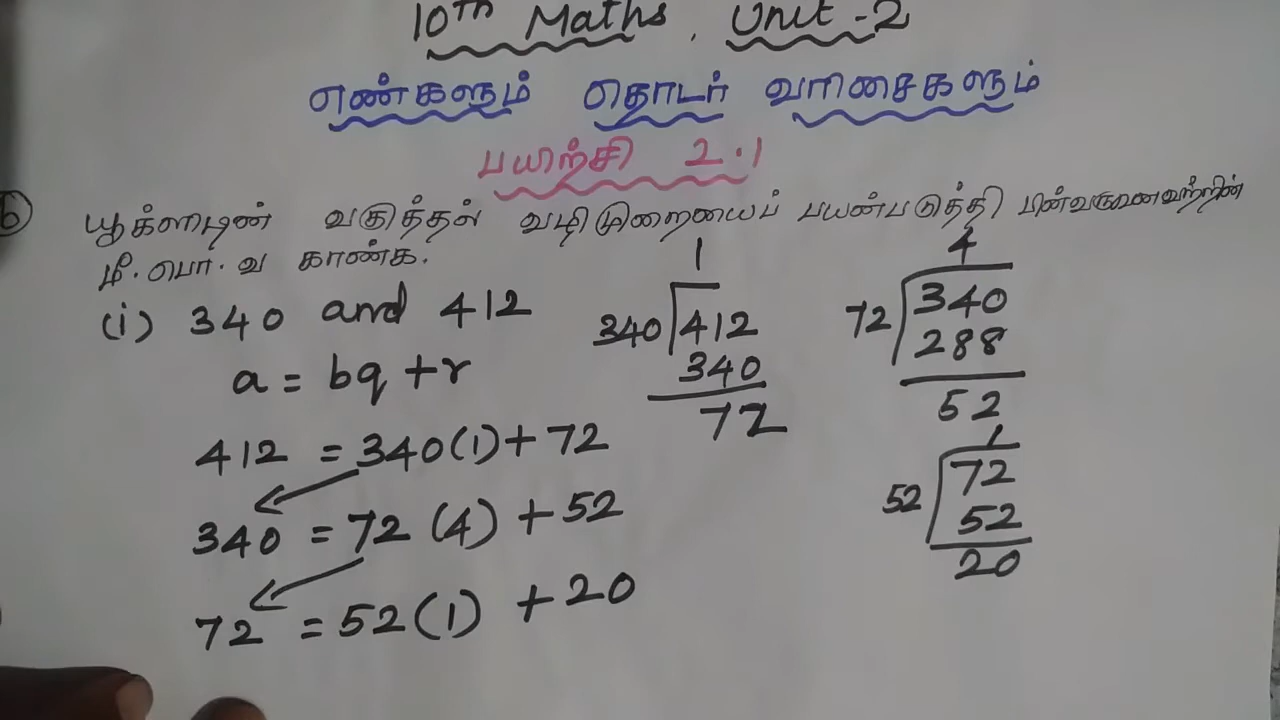 10th Maths, Unit-2
எண்களும் தொடர் வரிசைகளும்
பயிற்சி 2.1
6 யூக்ளிடின் வகுத்தல் வழிமுறையைப் பயன்படுத்தி பின்வருவனவற்றின்
மீ.பொ.வ காண்க.
(i) 340 and 412
a = bq + r
412 = 340(1) + 72
340 = 72 (4) + 52
72 = 52(1) + 20
1
340 412
340
72
4
72 340
288
52
1
52 72
52
20